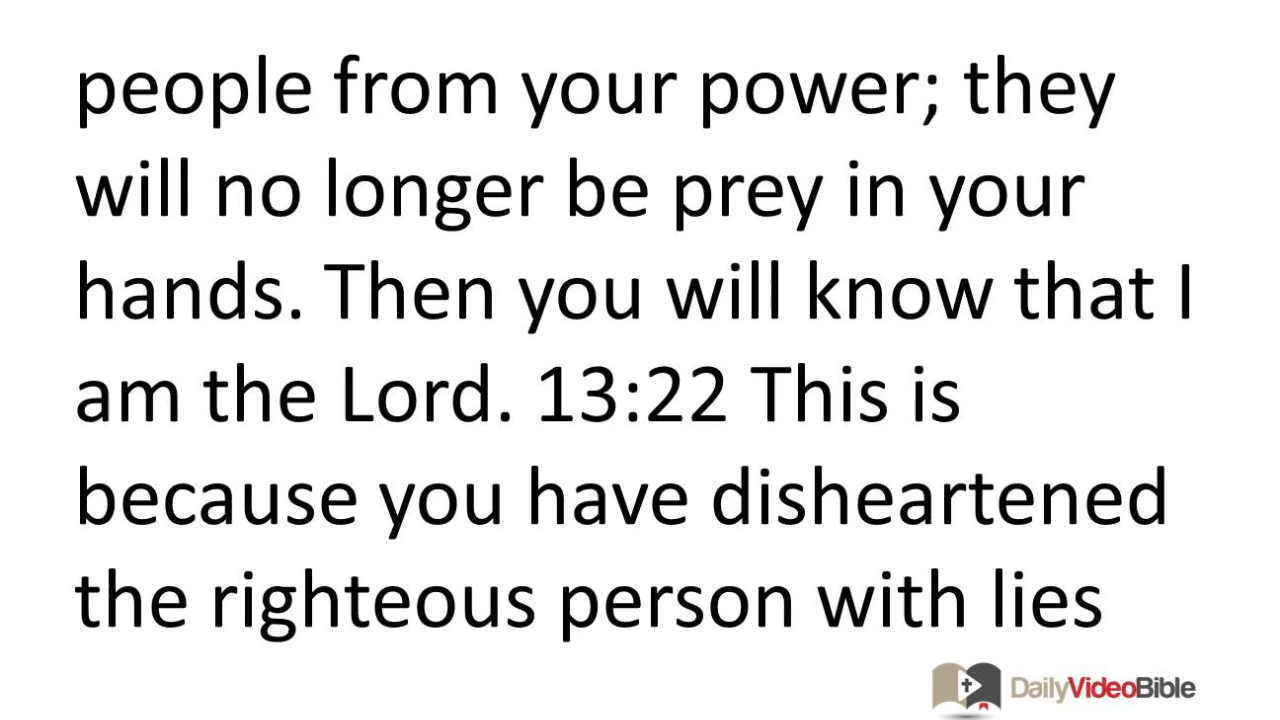 people from your power; they
will no longer be prey in your
hands. Then you will know that I
am the Lord. 13:22 This is
because you have disheartened
the righteous person with lies
DailyVideoBible